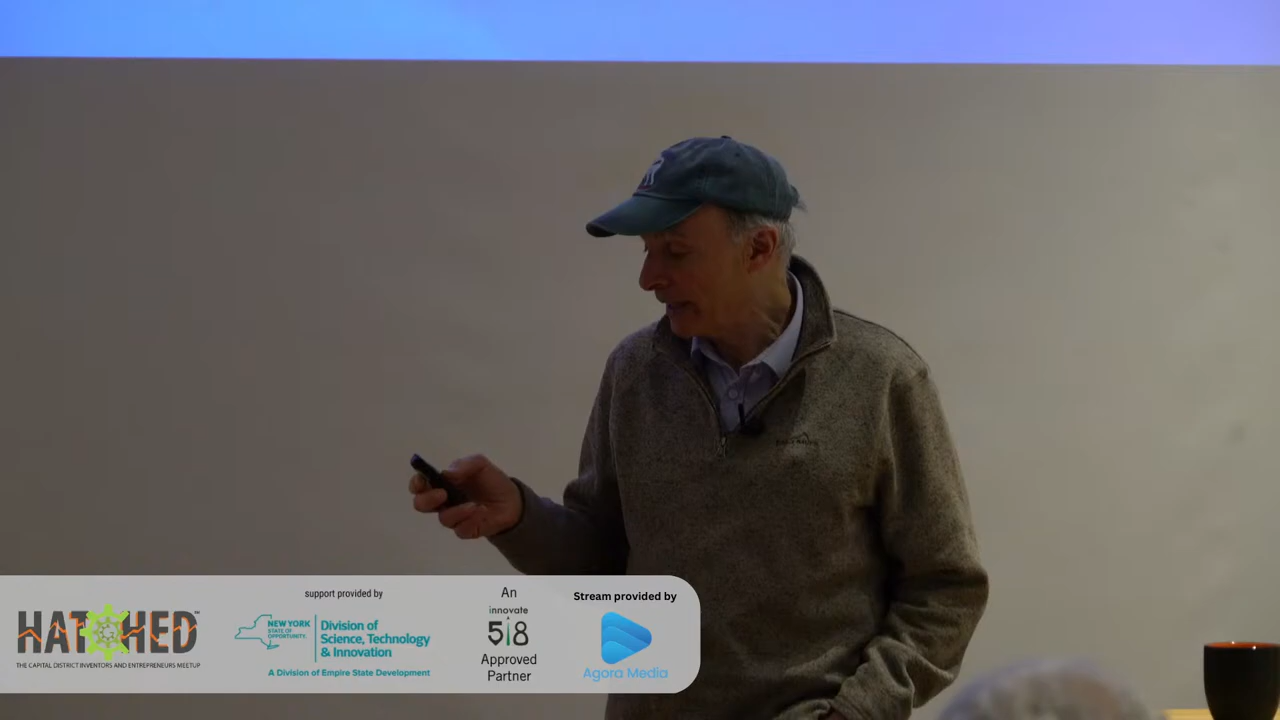 HATCHED™
THE CAPITAL DISTRICT INVENTORS AND ENTREPRENEURS MEETUP
support provided by
NEW YORK
STATE OF
OPPORTUNITY.
Division of
Science, Technology
& Innovation
A Division of Empire State Development
An
innovate
518
Approved
Partner
Stream provided by
Agora Media